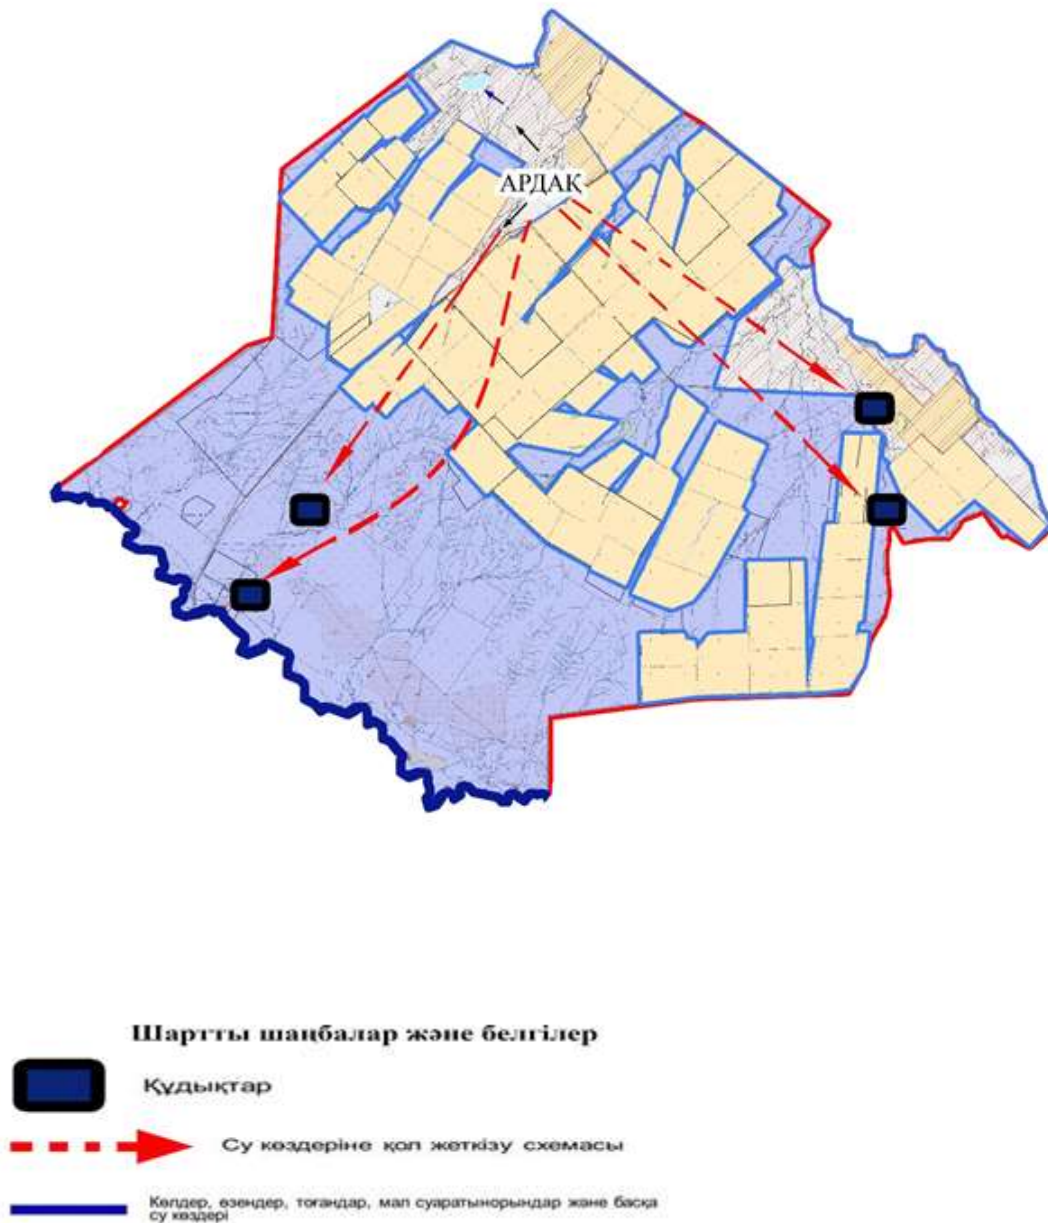 АРДАҚ
Шартты шаңбалар және белгілер
Құдықтар
Су көздеріне қол жеткізу схемасы
Көлдер, өзендер, тоғандар, мал суаратынорындар және басқа
су көздері